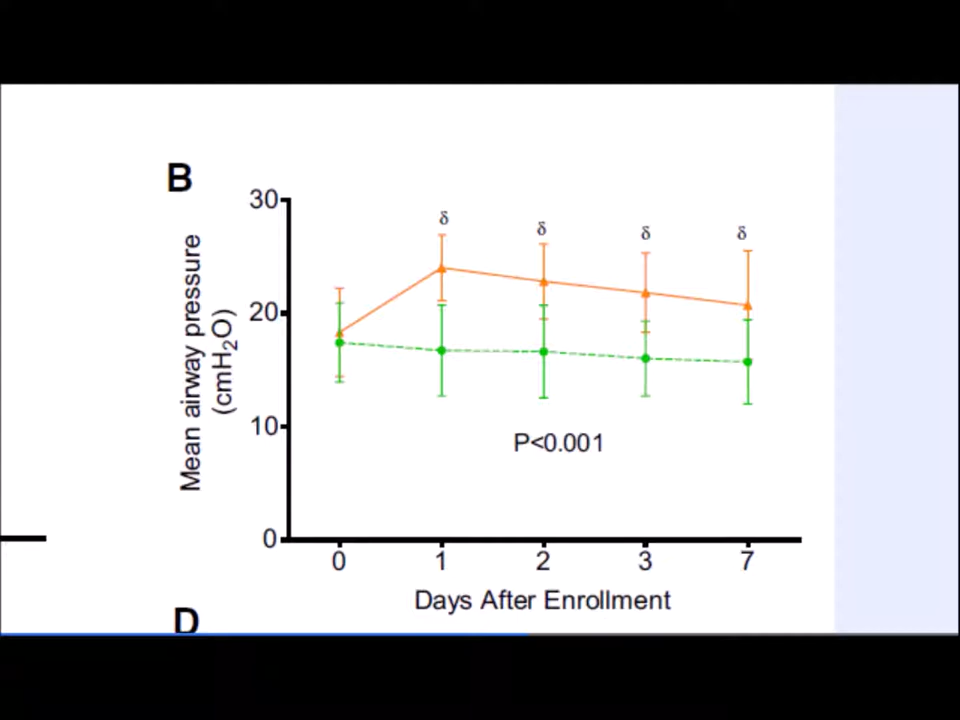 B
30
δ
δ
δ
δ
20
10
0
Mean airway pressure
(cmH₂O)
P<0.001
0 1 2 3 7
Days After Enrollment
D